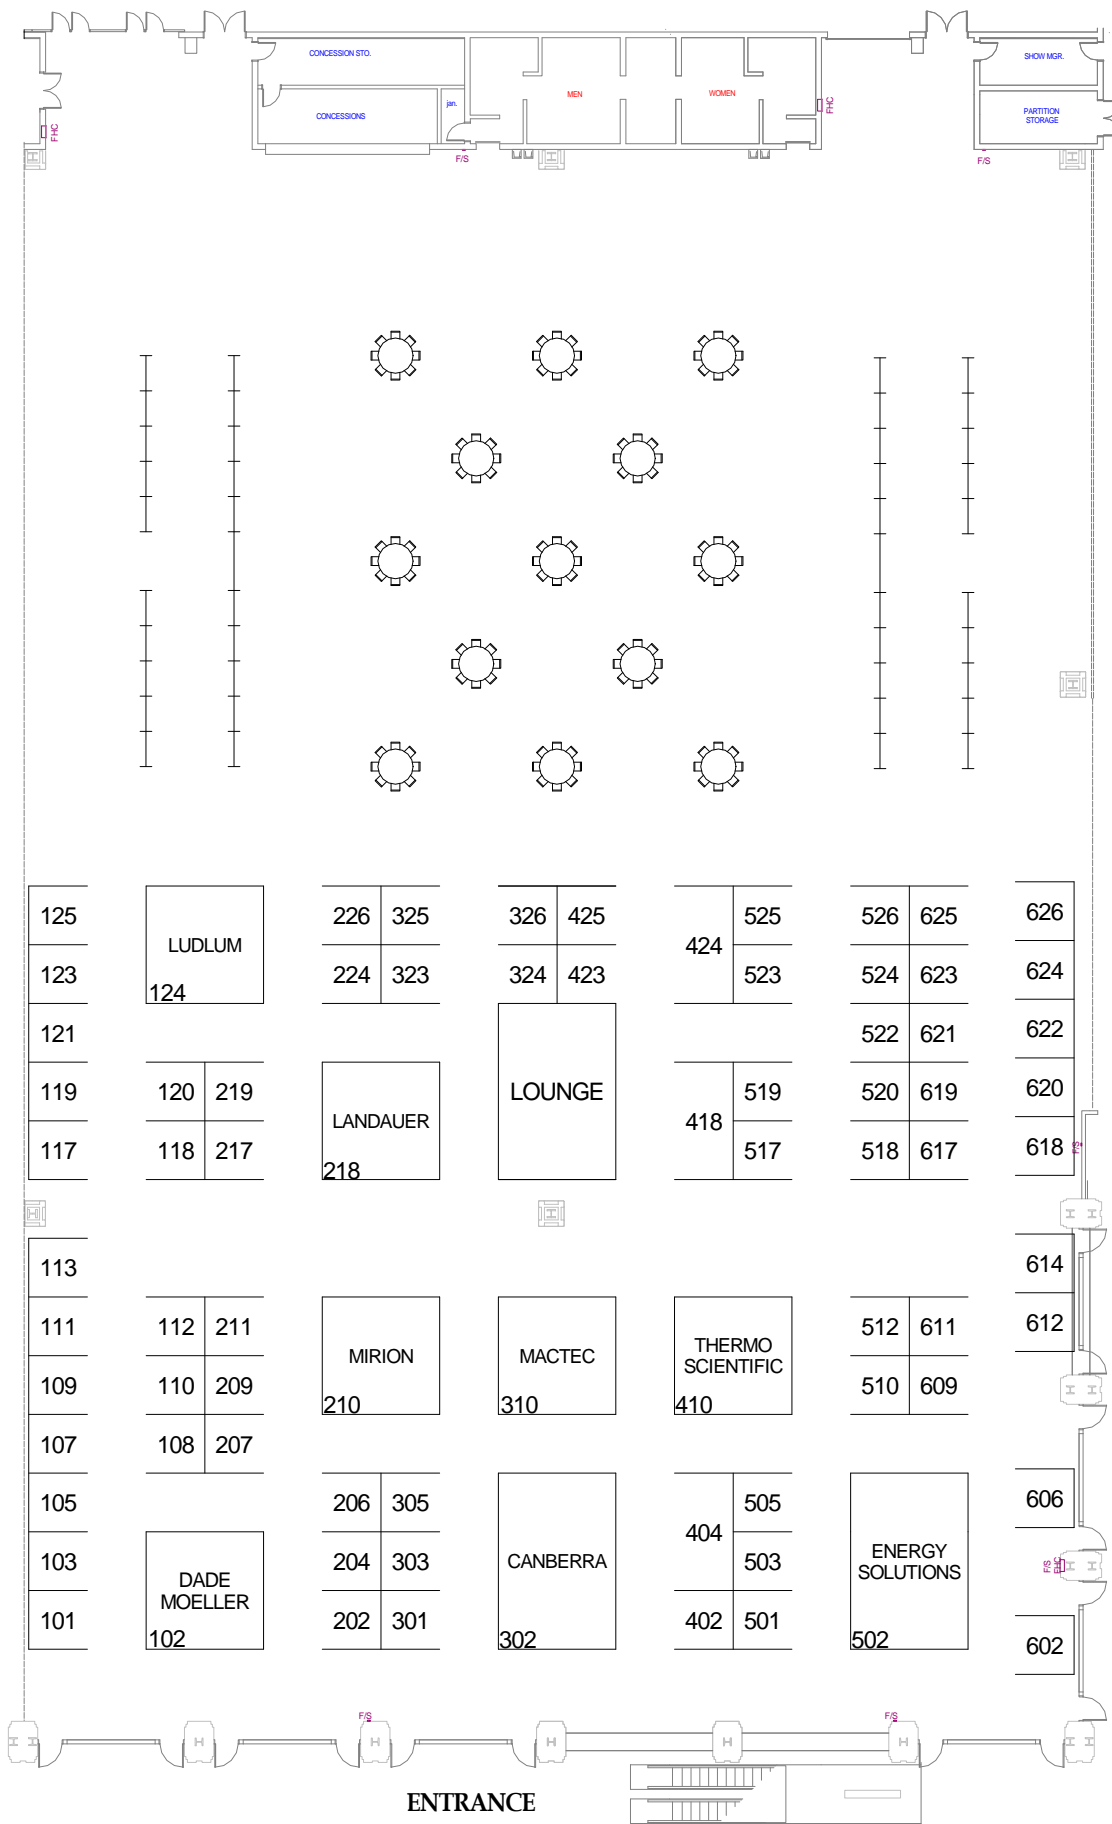 CONCESSION STO.
SHOW MGR.
MEN
WOMEN
jan.
CONCESSIONS
PARTITION
STORAGE
FHC
FHC
F/S
F/S
H
H
H
H
125
LUDLUM
124
226 325
326 425
424
525
526 625
626
123
224 323
324 423
523
524 623
624
121
522 621
622
119
120 219
LANDAUER
218
LOUNGE
418
519
520 619
620
117
118 217
517
518 617
618
F/S
H
H
H H
113
614
111
112 211
MIRION
210
MACTEC
310
THERMO
SCIENTIFIC
410
512 611
612
109
110 209
510 609
H H
107
108 207
105
206 305
CANBERRA
302
404
505
ENERGY
SOLUTIONS
502
606
103
DADE
MOELLER
102
204 303
503
F/S
FHC
H H
101
202 301
402 501
602
F/S
F/S
H
H
H
H
H
H
H
ENTRANCE